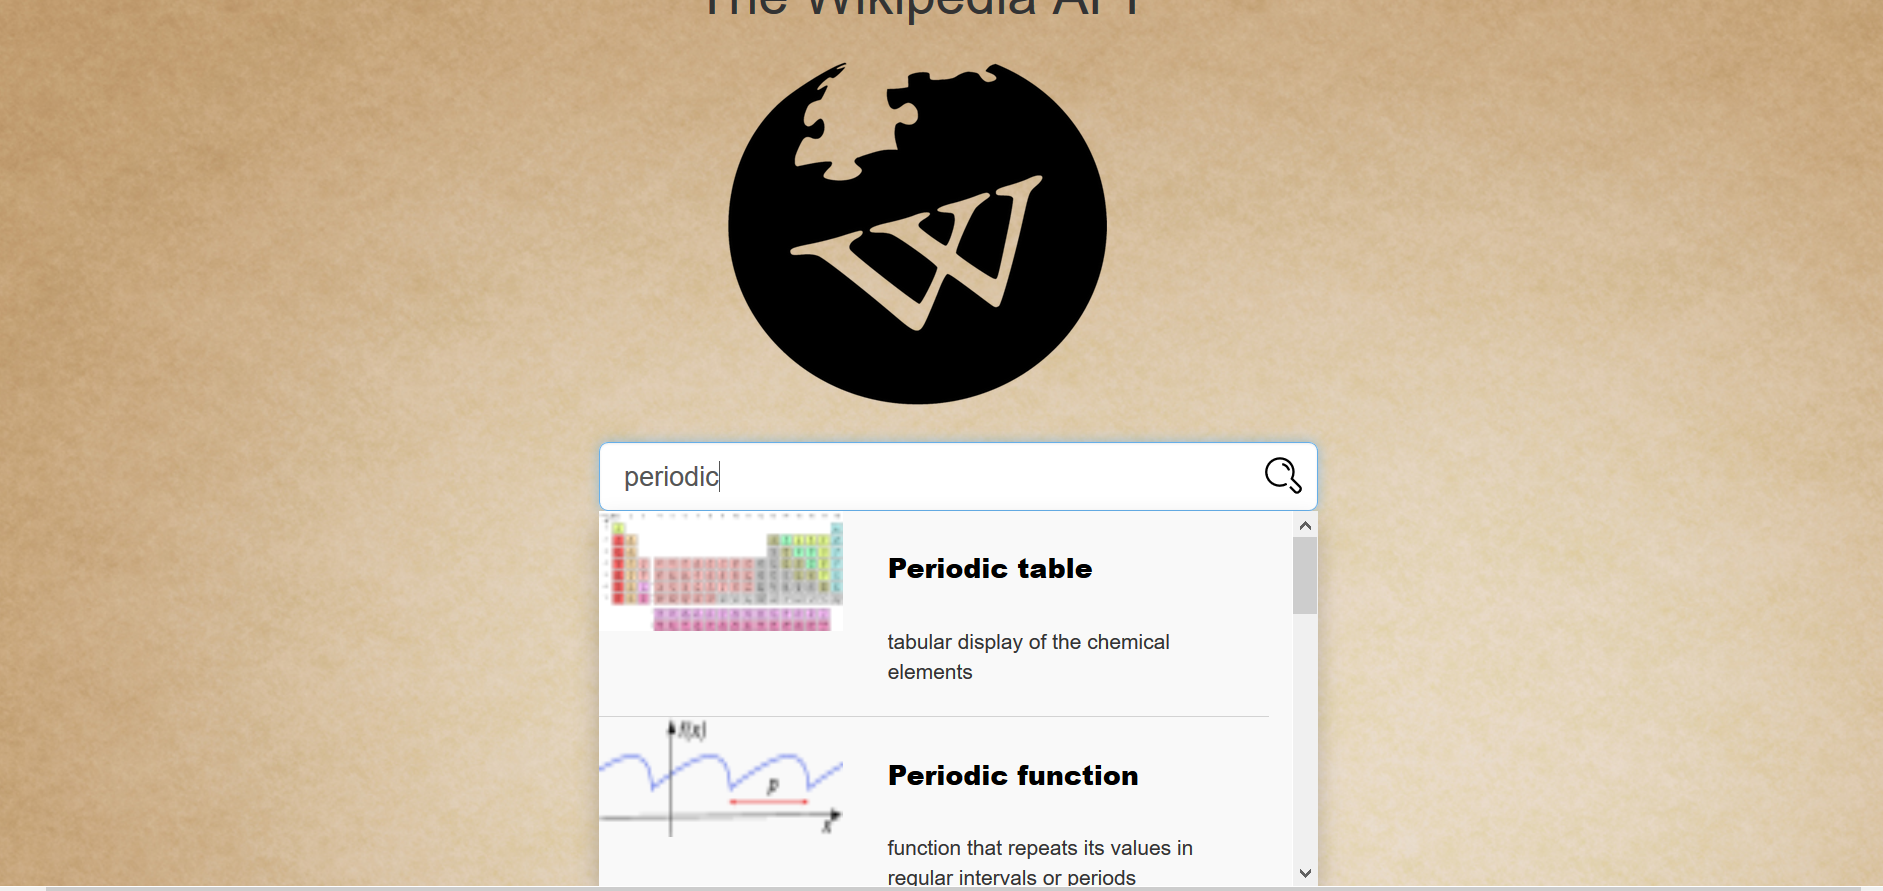 The Wikipedia API
W
periodic
Periodic table
tabular display of the chemical
elements
f(x)
p
x
Periodic function
function that repeats its values in
regular intervals or periods